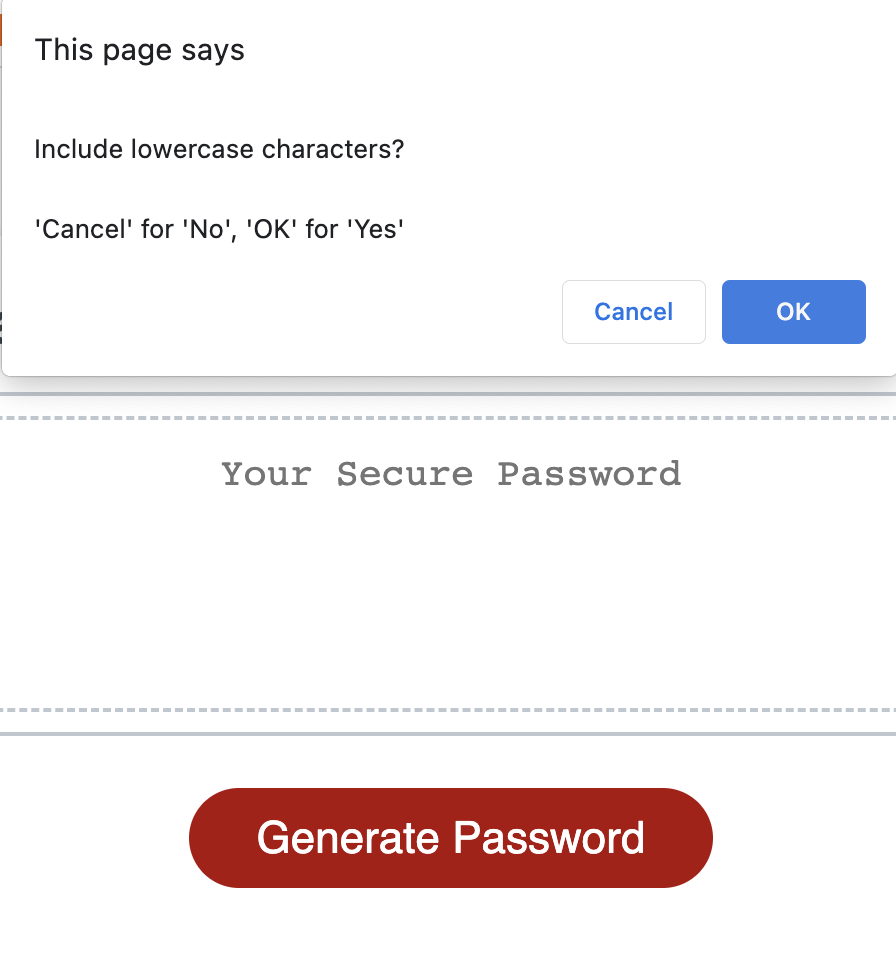 This page says
Include lowercase characters?
'Cancel' for 'No', 'OK' for 'Yes'
Cancel OK
Your Secure Password
Generate Password